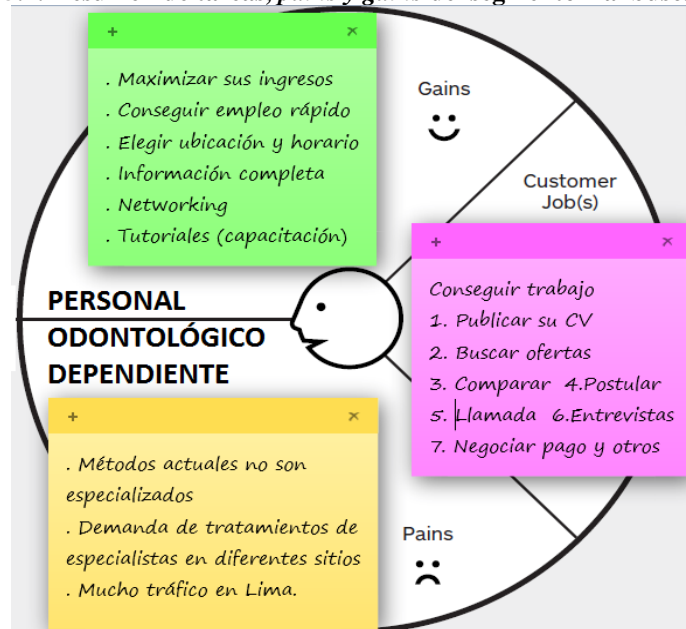 + ×
. Maximizar sus ingresos
. Conseguir empleo rápido
. Elegir ubicación y horario
. Información completa
. Networking
. Tutoriales (capacitación)
Gains
Customer
Job(s)
+ ×
Conseguir trabajo
1. Publicar su CV
2. Buscar ofertas
3. Comparar 4.Postular
5. Llamada 6.Entrevistas
7. Negociar pago y otros
PERSONAL
ODONTOLÓGICO
DEPENDIENTE
+ ×
. Métodos actuales no son
especializados
. Demanda de tratamientos de
especialistas en diferentes sitios
. Mucho tráfico en Lima.
Pains